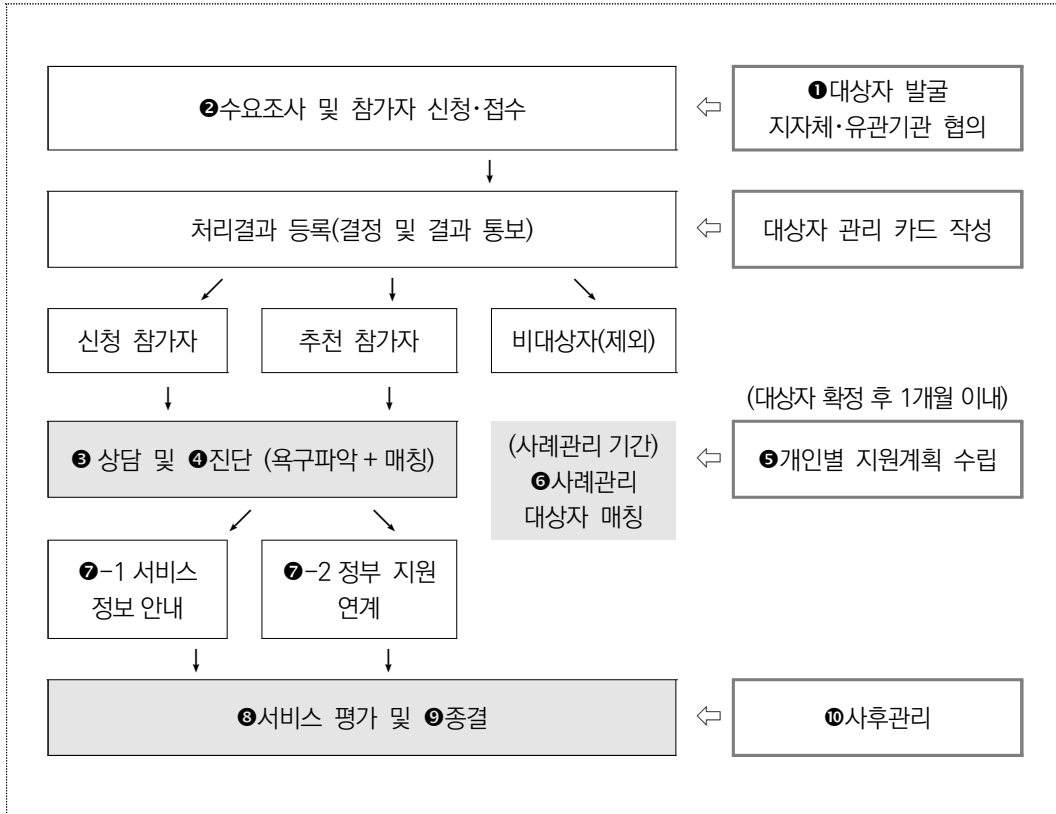 ❷수요조사 및 참가자 신청·접수
⇦
❶대상자 발굴
지자체·유관기관 협의
↓
처리결과 등록(결정 및 결과 통보)
⇦
대상자 관리 카드 작성
↙ ↓ ↘
신청 참가자
추천 참가자
비대상자(제외)
↓ ↓
(대상자 확정 후 1개월 이내)
❸ 상담 및 ❹진단 (욕구파악 + 매칭)
(사례관리 기간)
❻사례관리
대상자 매칭
⇦
❺개인별 지원계획 수립
↙ ↘
❼-1 서비스
정보 안내
❼-2 정부 지원
연계
↓ ↓
❽서비스 평가 및 ❾종결
⇦
❿사후관리